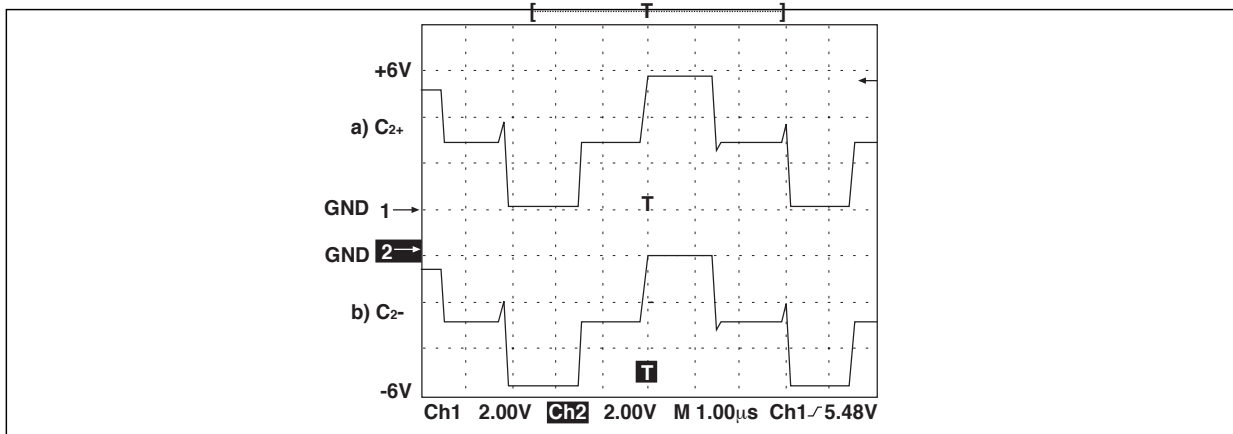 [ T ]
+6V
a) C2+
T
GND 1→
GND 2→
b) C2-
T
-6V
Ch1 2.00V Ch2 2.00V M 1.00μs Ch1 5.48V